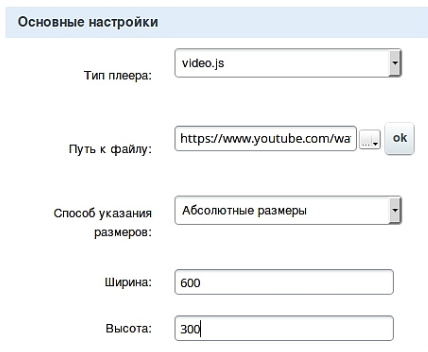 Основные настройки
Тип плеера: video.js
Путь к файлу: https://www.youtube.com/wa ... ok
Способ указания
размеров: Абсолютные размеры
Ширина: 600
Высота: 300